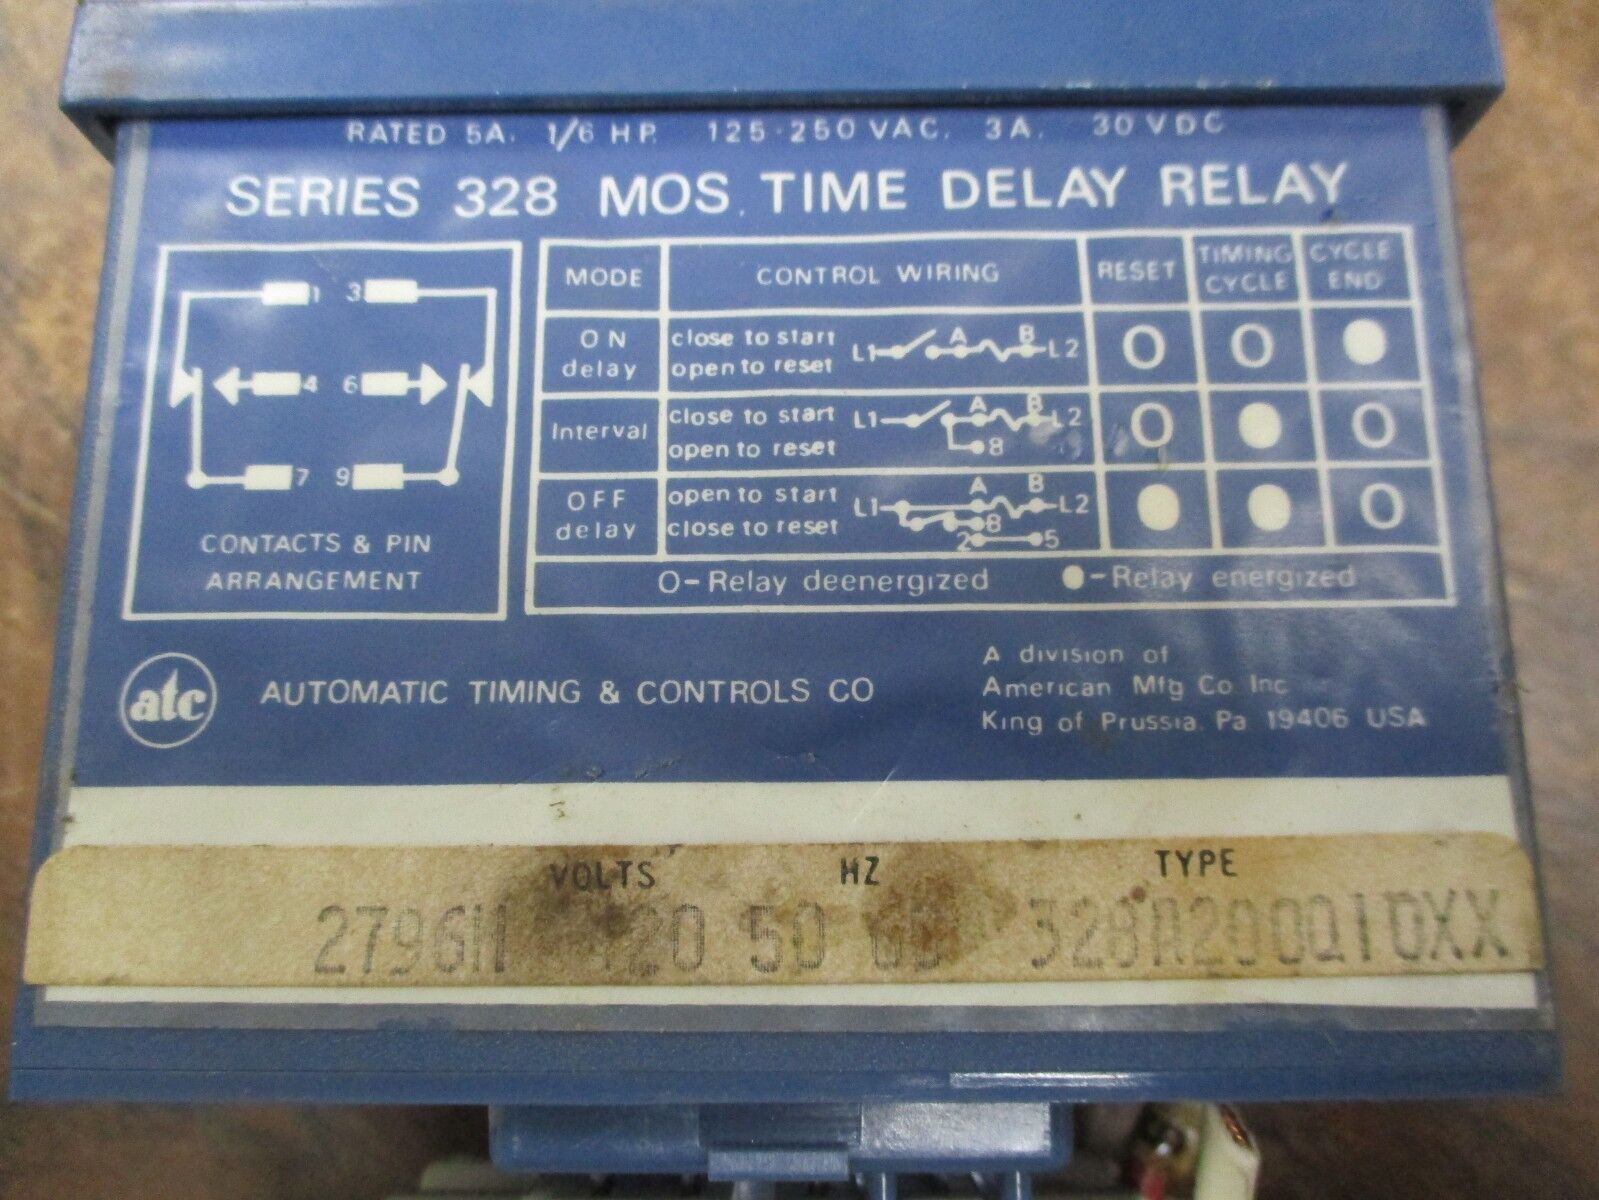 RATED 5A. 1/6 HP. 125-250 VAC. 3A. 30 VDC
SERIES 328 MOS TIME DELAY RELAY
1 3
4 6
7 9
CONTACTS & PIN
ARRANGEMENT
MODE CONTROL WIRING RESET TIMING CYCLE CYCLE END
ON delay close to start open to reset L1 A B L2 O O
Interval close to start open to reset L1 A B L2 8 O O
OFF delay open to start close to reset L1 A B L2 8 2 5 O
O-Relay deenergized -Relay energized
atc
AUTOMATIC TIMING & CONTROLS CO
A division of
American Mfg Co. Inc
King of Prussia, Pa 19406 USA
VOLTS HZ TYPE
120 50 328A200Q10XX